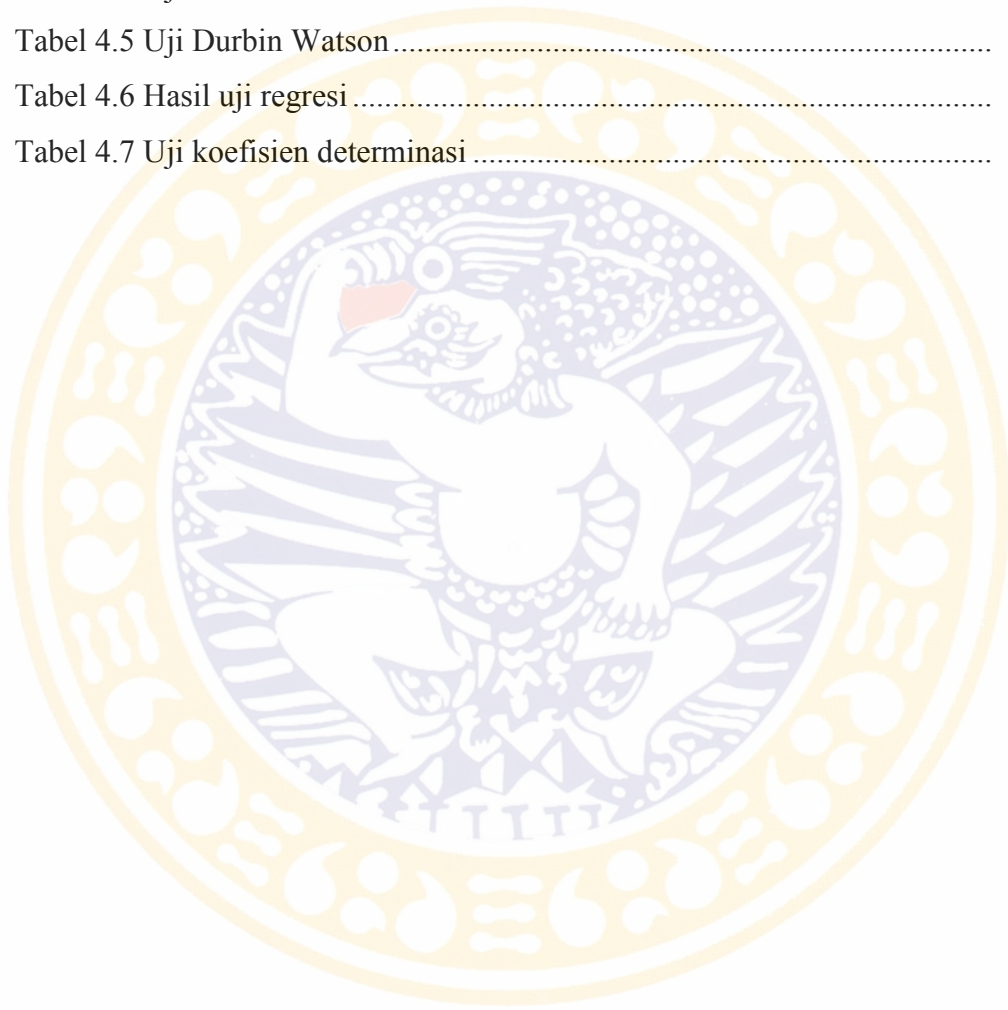 Tabel 4.5 Uji Durbin Watson.......................................................................
Tabel 4.6 Hasil uji regresi............................................................................
Tabel 4.7 Uji koefisien determinasi..............................................................